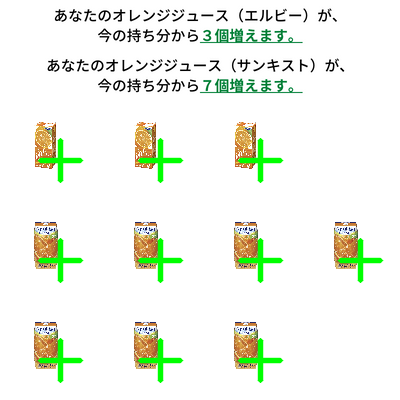 あなたのオレンジジュース（エルビー）が、
今の持ち分から３個増えます。
あなたのオレンジジュース（サンキスト）が、
今の持ち分から７個増えます。